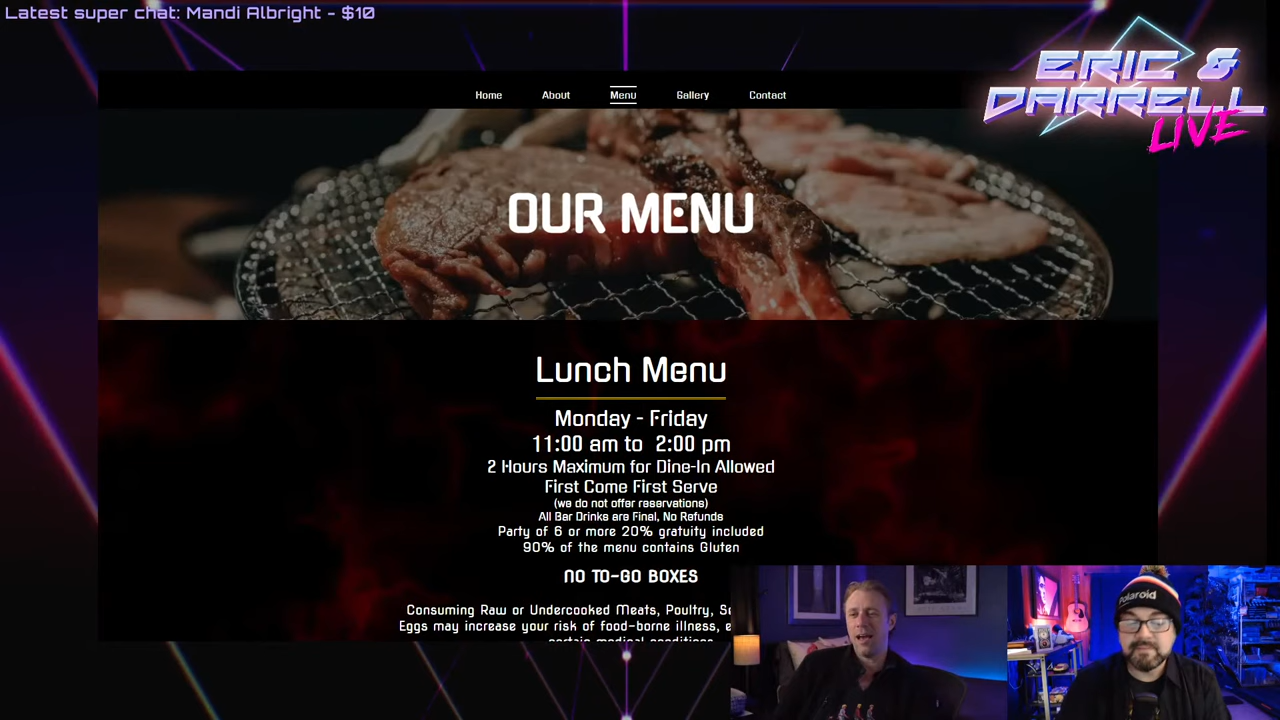 Latest super chat: Mandi Albright - $10
ERIC &
DARRELL
LIVE
Home About Menu Gallery Contact
OUR MENU
Lunch Menu
Monday - Friday
11:00 am to 2:00 pm
2 Hours Maximum for Dine-In Allowed
First Come First Serve
(we do not offer reservations)
All Bar Drinks are Final, No Refunds
Party of 6 or more 20% gratuity included
90% of the menu contains Gluten
NO TO-GO BOXES
Consuming Raw or Undercooked Meats, Poultry,
Eggs may increase your risk of food-borne illness,
certain medical conditions
Polaroid